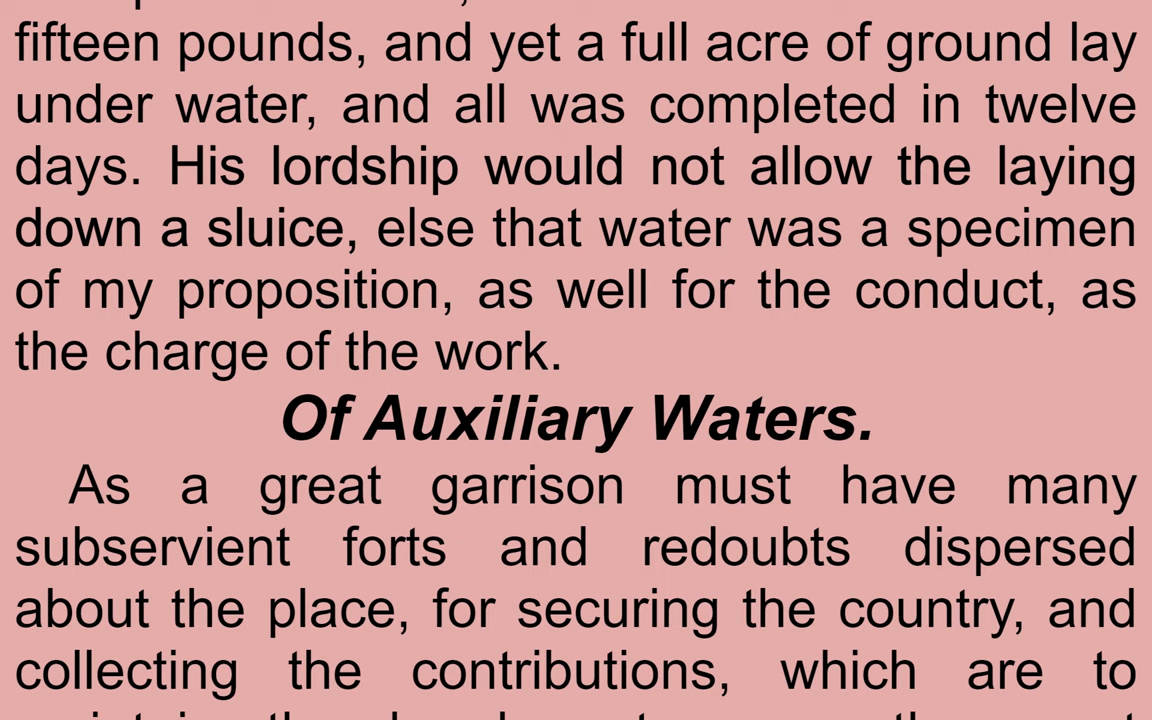 fifteen pounds, and yet a full acre of ground lay
under water, and all was completed in twelve
days. His lordship would not allow the laying
down a sluice, else that water was a specimen
of my proposition, as well for the conduct, as
the charge of the work.
Of Auxiliary Waters.
As a great garrison must have many
subservient forts and redoubts dispersed
about the place, for securing the country, and
collecting the contributions, which are to